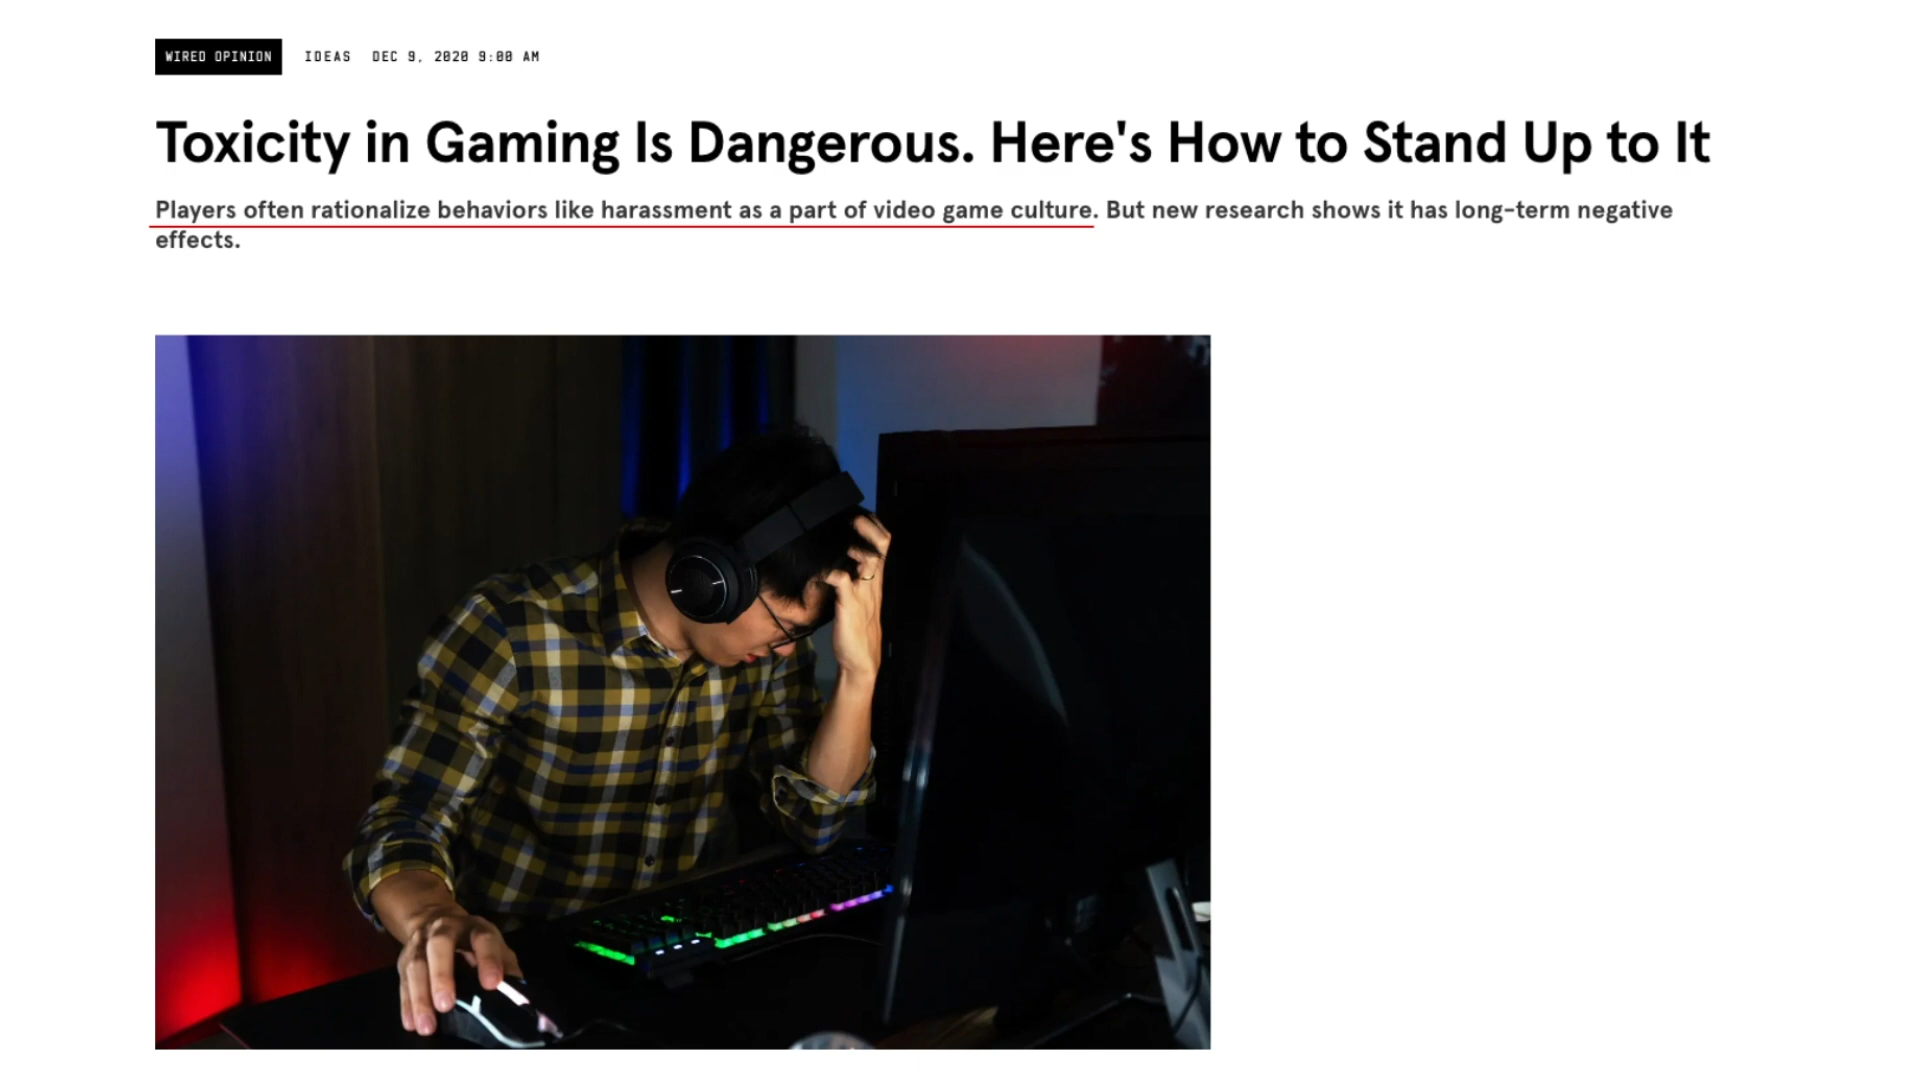 WIRED OPINION IDEAS DEC 9, 2020 9:00 AM
Toxicity in Gaming Is Dangerous. Here's How to Stand Up to It
Players often rationalize behaviors like harassment as a part of video game culture. But new research shows it has long-term negative
effects.